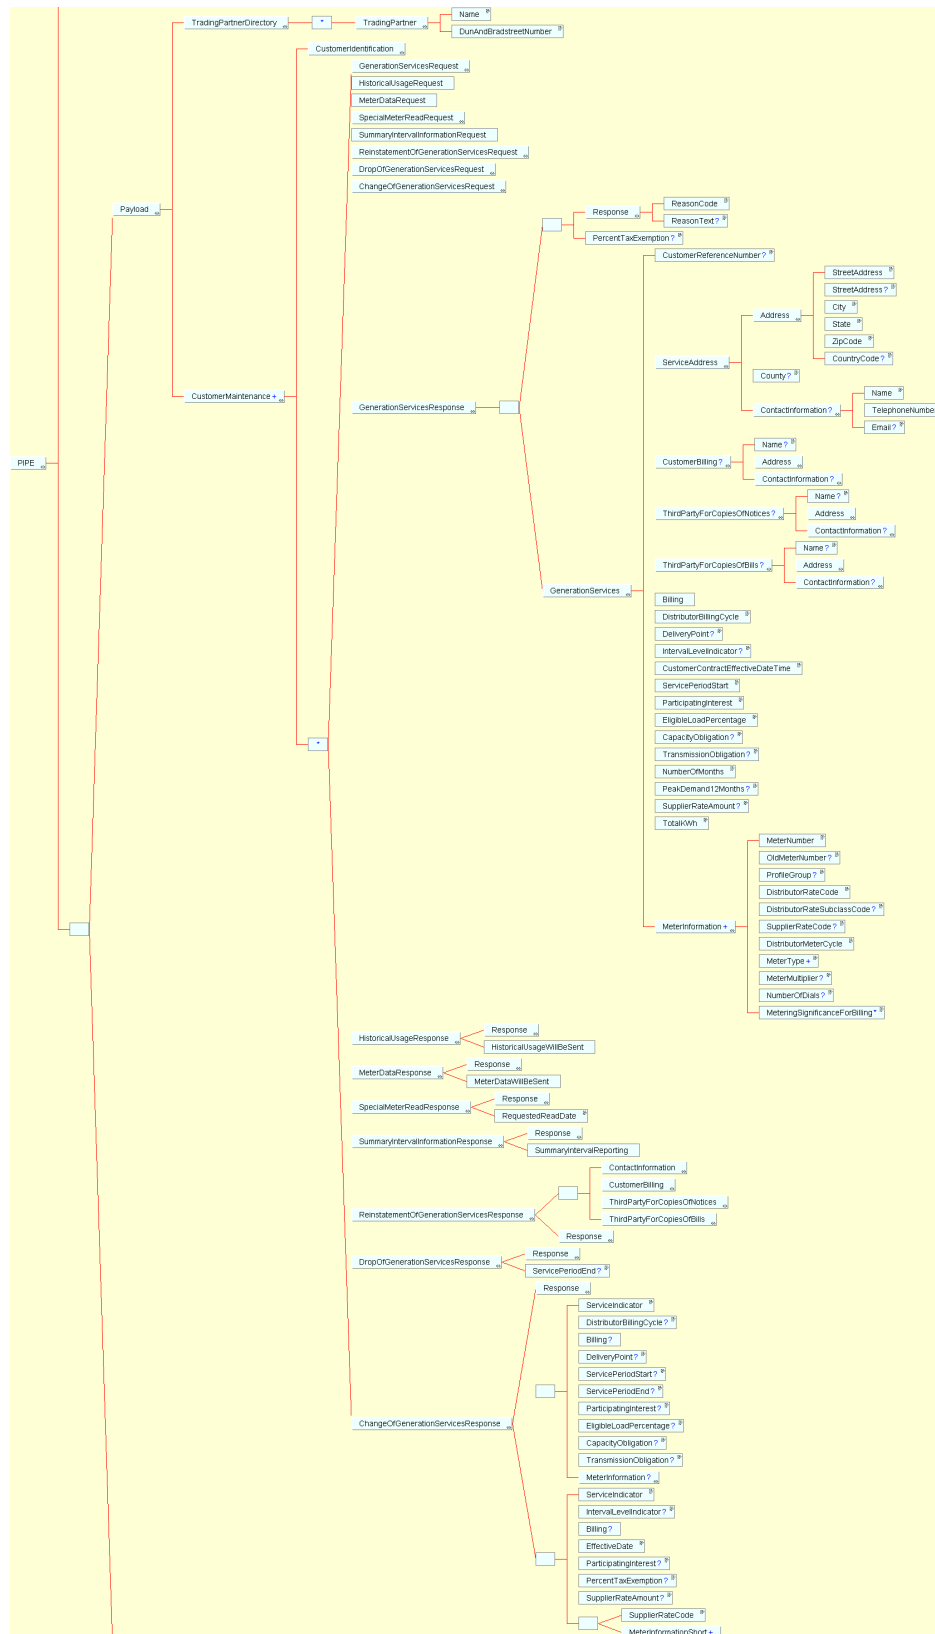 Name
TradingPartnerDirectory
*
TradingPartner
DunAndBradstreetNumber
CustomerIdentification
GenerationServicesRequest
HistoricalUsageRequest
MeterDataRequest
SpecialMeterReadRequest
SummaryIntervalInformationRequest
ReinstatementOfGenerationServicesRequest
DropOfGenerationServicesRequest
ChangeOfGenerationServicesRequest
Payload
Response
ReasonCode
ReasonText?
PercentTaxExemption?
CustomerReferenceNumber?
StreetAddress
StreetAddress?
City
Address
State
ZipCode
CountryCode?
ServiceAddress
County?
Name
ContactInformation?
TelephoneNumber
Email?
CustomerMaintenance+
GenerationServicesResponse
PIPE
Name?
CustomerBilling?
Address
ContactInformation?
Name?
ThirdPartyForCopiesOfNotices?
Address
ContactInformation?
Name?
ThirdPartyForCopiesOfBills?
Address
ContactInformation?
GenerationServices
Billing
DistributorBillingCycle
DeliveryPoint?
IntervalLevelIndicator?
CustomerContractEffectiveDateTime
ServicePeriodStart
ParticipatingInterest
EligibleLoadPercentage
CapacityObligation?
*
TransmissionObligation?
NumberOfMonths
PeakDemand12Months?
SupplierRateAmount?
TotalKWh
MeterNumber
OldMeterNumber?
ProfileGroup?
DistributorRateCode
DistributorRateSubclassCode?
MeterInformation+
SupplierRateCode?
DistributorMeterCycle
MeterType+
MeterMultiplier?
NumberOfDials?
MeteringSignificanceForBilling*
HistoricalUsageResponse
Response
HistoricalUsageWillBeSent
MeterDataResponse
Response
MeterDataWillBeSent
SpecialMeterReadResponse
Response
RequestedReadDate
SummaryIntervalInformationResponse
Response
SummaryIntervalReporting
ContactInformation
CustomerBilling
ThirdPartyForCopiesOfNotices
ThirdPartyForCopiesOfBills
ReinstatementOfGenerationServicesResponse
Response
DropOfGenerationServicesResponse
Response
ServicePeriodEnd?
Response
ServiceIndicator
DistributorBillingCycle?
Billing?
DeliveryPoint?
ServicePeriodStart?
ServicePeriodEnd?
ParticipatingInterest?
ChangeOfGenerationServicesResponse
EligibleLoadPercentage?
CapacityObligation?
TransmissionObligation?
MeterInformation?
ServiceIndicator
IntervalLevelIndicator?
Billing?
EffectiveDate
ParticipatingInterest?
PercentTaxExemption?
SupplierRateAmount?
SupplierRateCode
MeterInformationShort+